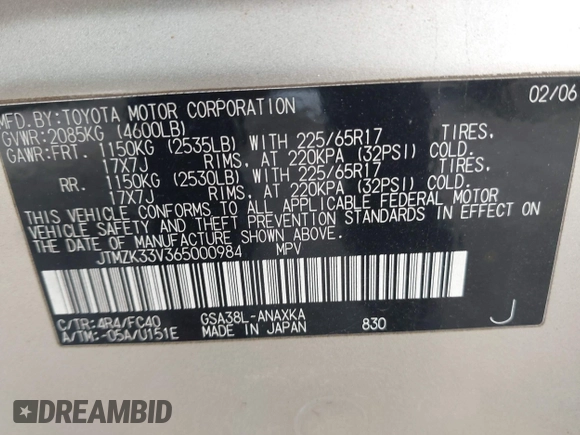 MFD.BY:TOYOTA MOTOR CORPORATION 02/06
GVWR:2085KG (4600LB)
GAWR:FRT. 1150KG (2535LB) WITH 225/65R17 TIRES,
17X7J RIMS, AT 220KPA (32PSI) COLD.
RR. 1150KG (2530LB) WITH 225/65R17 TIRES,
17X7J RIMS, AT 220KPA (32PSI) COLD.
THIS VEHICLE CONFORMS TO ALL APPLICABLE FEDERAL MOTOR
VEHICLE SAFETY AND THEFT PREVENTION STANDARDS IN EFFECT ON
THE DATE OF MANUFACTURE SHOWN ABOVE.
JTMZK33V365000984 MPV
C/TR:4R4/FC40 GSA38L-ANAXKA J
A/TM:-05A/U151E MADE IN JAPAN 830
DREAMBID